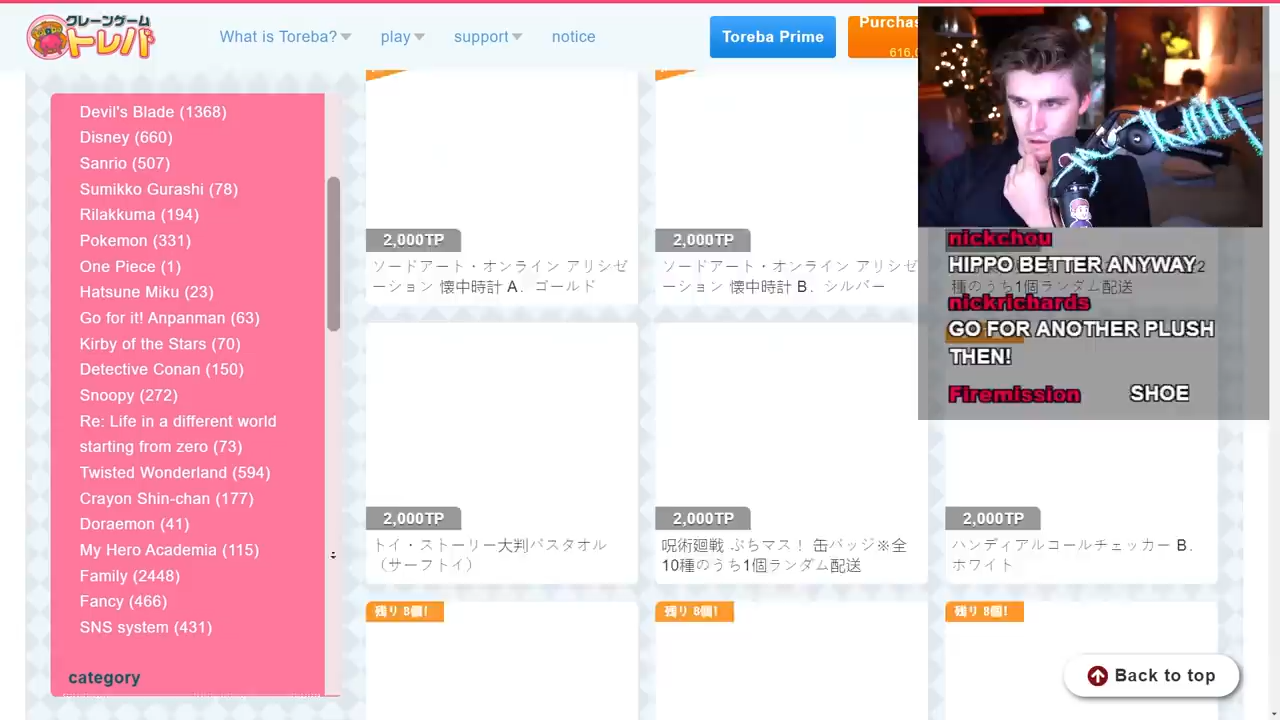 クレーンゲーム
トレバ
What is Toreba?
play
support
notice
Toreba Prime
Purchas
616,0
Devil's Blade (1368)
Disney (660)
Sanrio (507)
Sumikko Gurashi (78)
Rilakkuma (194)
Pokemon (331)
One Piece (1)
Hatsune Miku (23)
Go for it! Anpanman (63)
Kirby of the Stars (70)
Detective Conan (150)
Snoopy (272)
Re: Life in a different world
starting from zero (73)
Twisted Wonderland (594)
Crayon Shin-chan (177)
Doraemon (41)
My Hero Academia (115)
Family (2448)
Fancy (466)
SNS system (431)
category
2,000TP
ソードアート・オンライン アリシゼ
ーション 懐中時計 A．ゴールド
2,000TP
ソードアート・オンライン アリシゼ
ーション 懐中時計 B．シルバー
2
種のうち1個ランダム配送
nickchou
HIPPO BETTER ANYWAY
nickrichards
GO FOR ANOTHER PLUSH
THEN!
Firemission SHOE
2,000TP
トイ・ストーリー大判バスタオル
（サーフトイ）
2,000TP
呪術廻戦 ぷちマス！ 缶バッジ※全
10種のうち1個ランダム配送
2,000TP
ハンディアルコールチェッカー B．
ホワイト
残り 8個!
残り 8個!
残り 8個!
Back to top